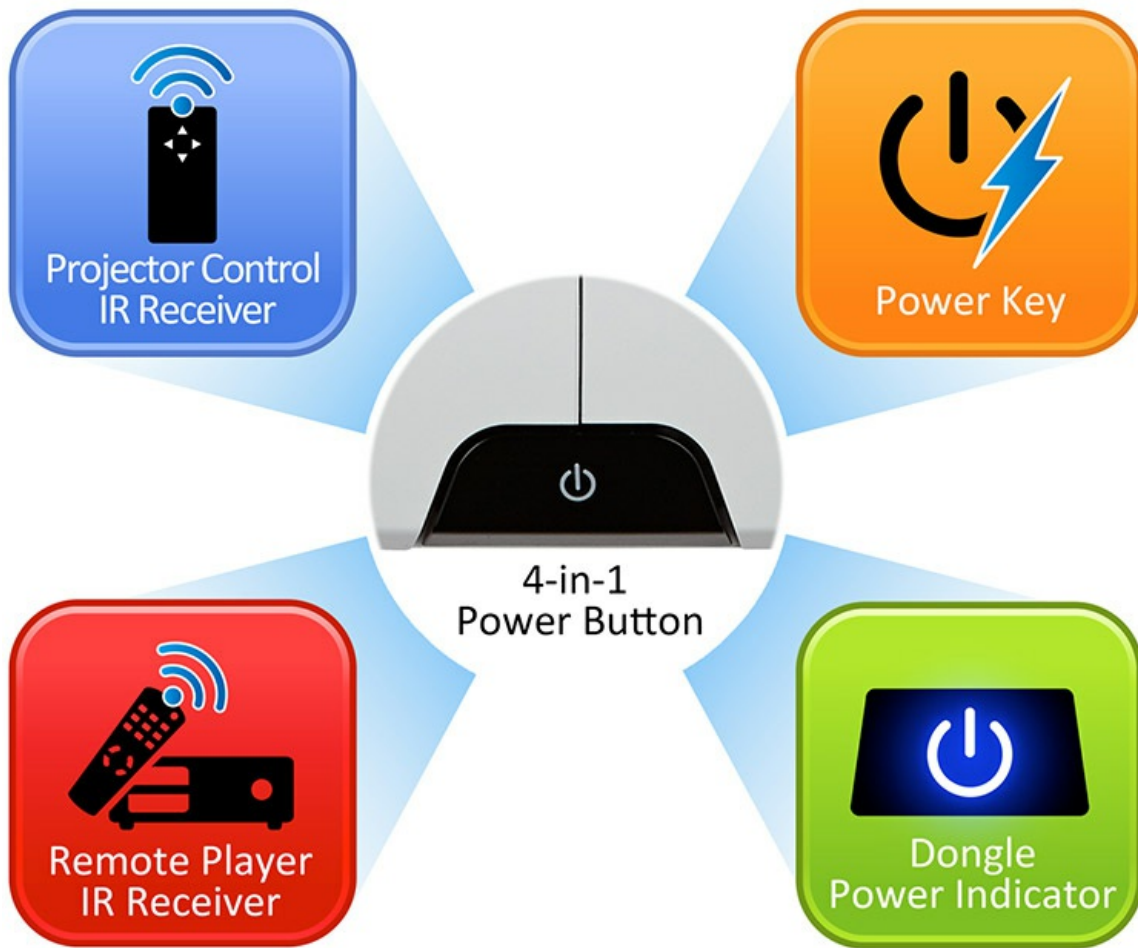 Projector Control
IR Receiver
Power Key
4-in-1
Power Button
Remote Player
IR Receiver
Dongle
Power Indicator